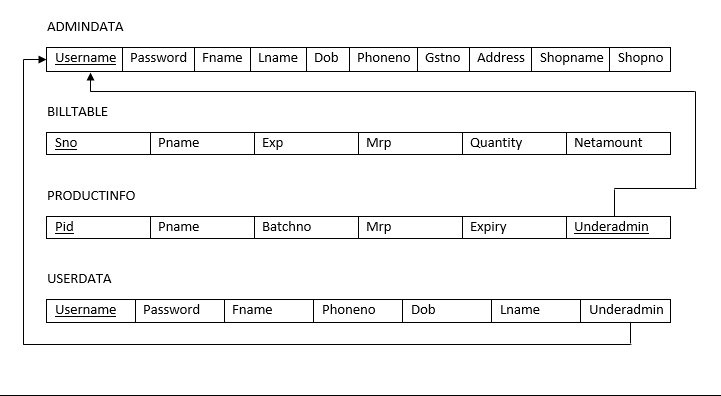 ADMINDATA
Username Password Fname Lname Dob Phoneno Gstno Address Shopname Shopno
BILLTABLE
Sno Pname Exp Mrp Quantity Netamount
PRODUCTINFO
Pid Pname Batchno Mrp Expiry Underadmin
USERDATA
Username Password Fname Phoneno Dob Lname Underadmin